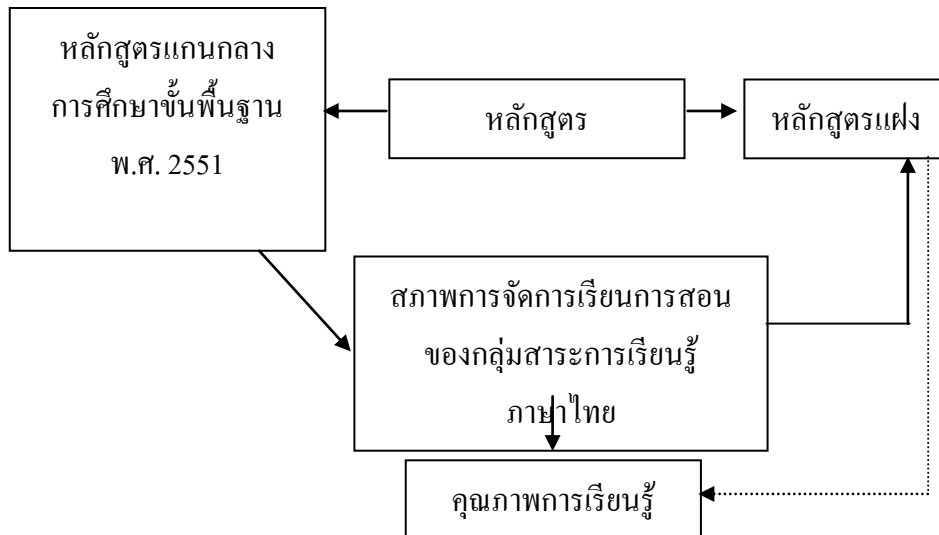 หลักสูตรแกนกลาง
การศึกษาขั้นพื้นฐาน
พ.ศ. 2551
หลักสูตร
หลักสูตรแฝง
สภาพการจัดการเรียนการสอน
ของกลุ่มสาระการเรียนรู้
ภาษาไทย
คุณภาพการเรียนรู้